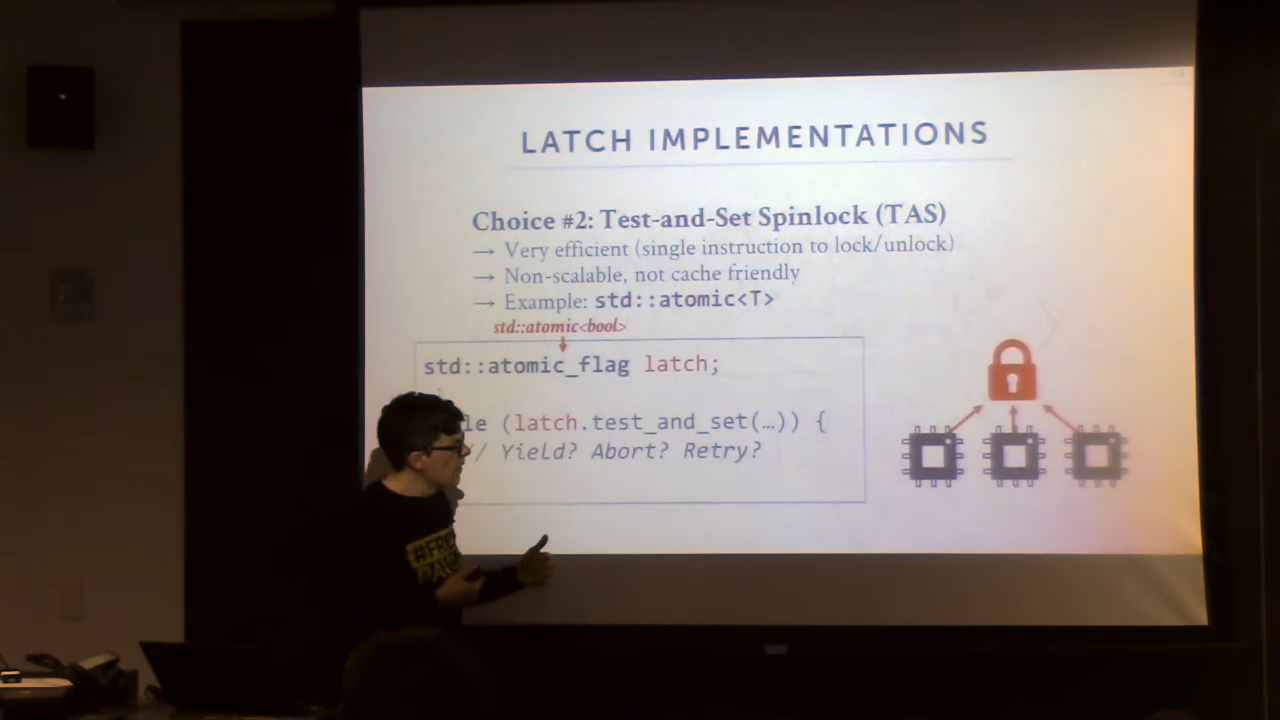 LATCH IMPLEMENTATIONS
Choice #2: Test-and-Set Spinlock (TAS)
→ Very efficient (single instruction to lock/unlock)
→ Non-scalable, not cache friendly
→ Example: std::atomic<T>
std::atomic<bool>
std::atomic_flag latch;
le (latch.test_and_set(…)) {
/ Yield? Abort? Retry?